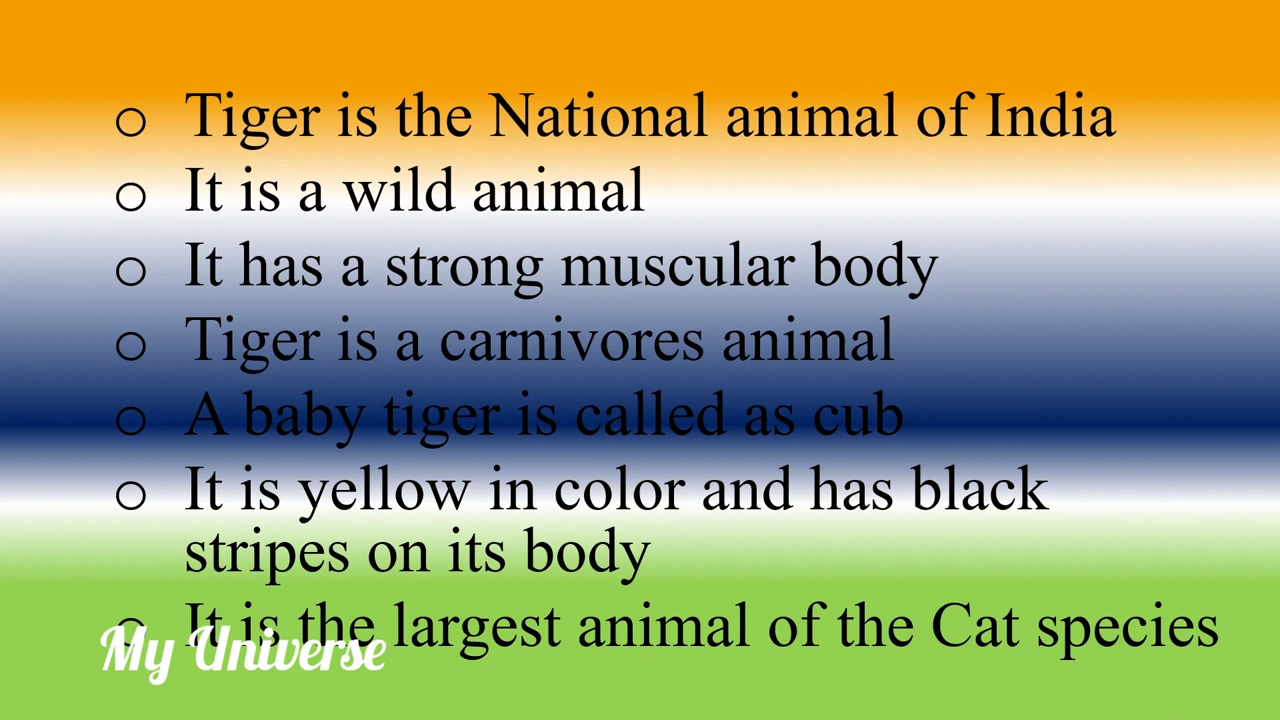 o Tiger is the National animal of India
o It is a wild animal
o It has a strong muscular body
o Tiger is a carnivores animal
o A baby tiger is called as cub
o It is yellow in color and has black
stripes on its body
o It is the largest animal of the Cat species
My Universe